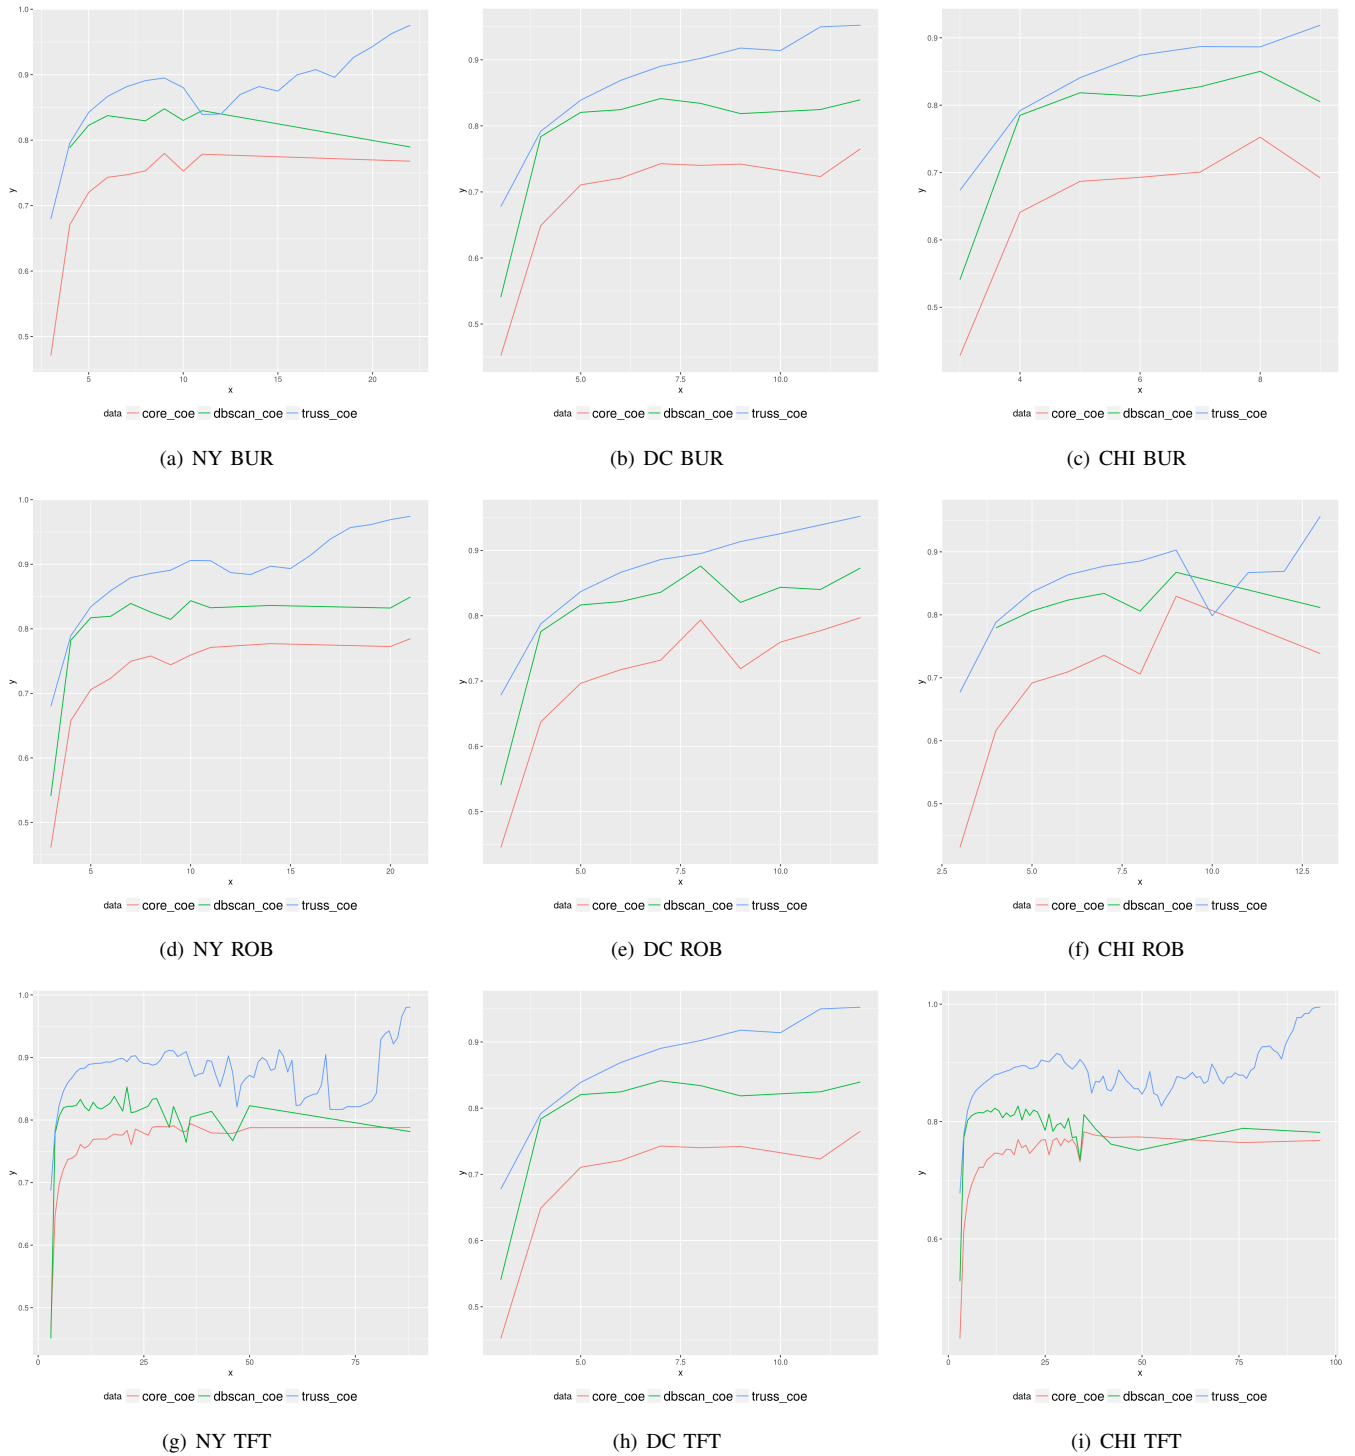 1.0
0.9
0.8
0.7
0.6
0.5
y
5
10
15
20
x
data core_coe dbscan_coe truss_coe
(a) NY BUR
0.9
0.8
0.7
0.6
0.5
y
5.0
7.5
10.0
x
data core_coe dbscan_coe truss_coe
(b) DC BUR
0.9
0.8
0.7
0.6
0.5
y
4
6
8
x
data core_coe dbscan_coe truss_coe
(c) CHI BUR
1.0
0.9
0.8
0.7
0.6
0.5
y
5
10
15
20
x
data core_coe dbscan_coe truss_coe
(d) NY ROB
0.9
0.8
0.7
0.6
0.5
y
5.0
7.5
10.0
x
data core_coe dbscan_coe truss_coe
(e) DC ROB
0.9
0.8
0.7
0.6
0.5
y
2.5
5.0
7.5
10.0
12.5
x
data core_coe dbscan_coe truss_coe
(f) CHI ROB
1.0
0.9
0.8
0.7
0.6
0.5
y
0
25
50
75
x
data core_coe dbscan_coe truss_coe
(g) NY TFT
0.9
0.8
0.7
0.6
0.5
y
5.0
7.5
10.0
x
data core_coe dbscan_coe truss_coe
(h) DC TFT
1.0
0.8
0.6
y
0
25
50
75
100
x
data core_coe dbscan_coe truss_coe
(i) CHI TFT